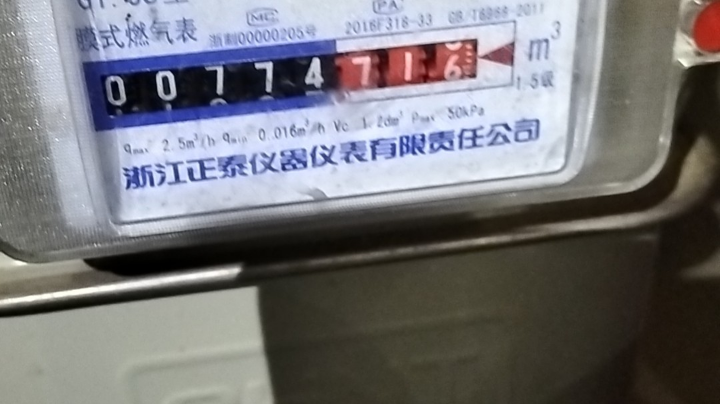 MC
PA
膜式燃气表 浙制00000205号 2016F318-33 GB/T6968-2011
00774716 m³
1.5级
qmax 2.5m³/h qmin 0.016m³/h Vc 1.2dm³ Pmax 50kPa
浙江正泰仪器仪表有限责任公司